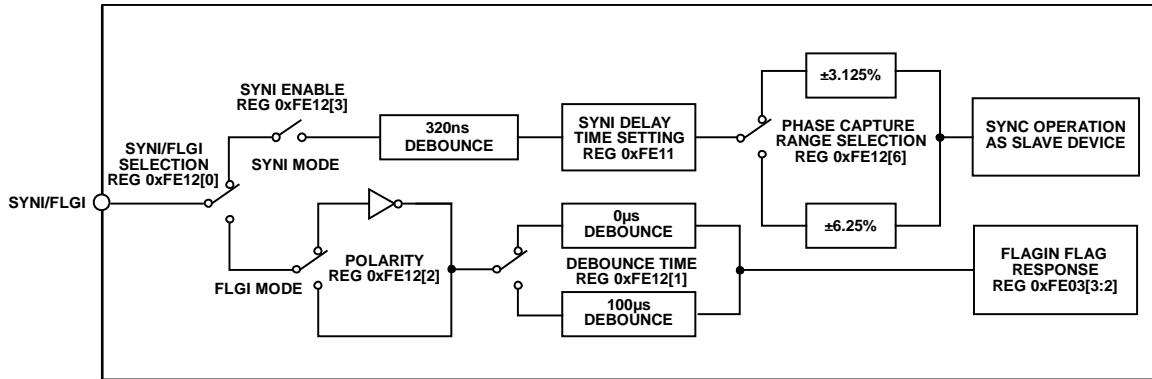 SYNI/FLGI
SYNI/FLGI
SELECTION
REG 0xFE12[0]
SYNI ENABLE
REG 0xFE12[3]
SYNI MODE
320ns
DEBOUNCE
SYNI DELAY
TIME SETTING
REG 0xFE11
±3.125%
PHASE CAPTURE
RANGE SELECTION
REG 0xFE12[6]
±6.25%
SYNC OPERATION
AS SLAVE DEVICE
FLGI MODE
POLARITY
REG 0xFE12[2]
0µs
DEBOUNCE
DEBOUNCE TIME
REG 0xFE12[1]
100µs
DEBOUNCE
FLAGIN FLAG
RESPONSE
REG 0xFE03[3:2]